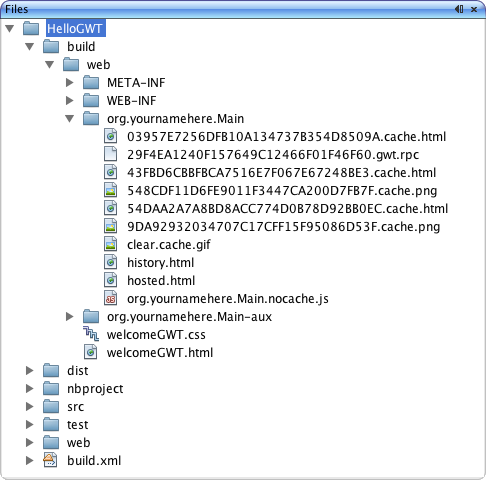 Files
HelloGWT
build
web
META-INF
WEB-INF
org.yournamehere.Main
03957E7256DFB10A134737B354D8509A.cache.html
29F4EA1240F157649C12466F01F46F60.gwt.rpc
43FBD6CBBFBCA7516E7F067E67248BE3.cache.html
548CDF11D6FE9011F3447CA200D7FB7F.cache.png
54DAA2A7A8BD8ACC774D0B78D92BB0EC.cache.html
9DA92932034707C17CFF15F95086D53F.cache.png
clear.cache.gif
history.html
hosted.html
org.yournamehere.Main.nocache.js
org.yournamehere.Main-aux
welcomeGWT.css
welcomeGWT.html
dist
nbproject
src
test
web
build.xml